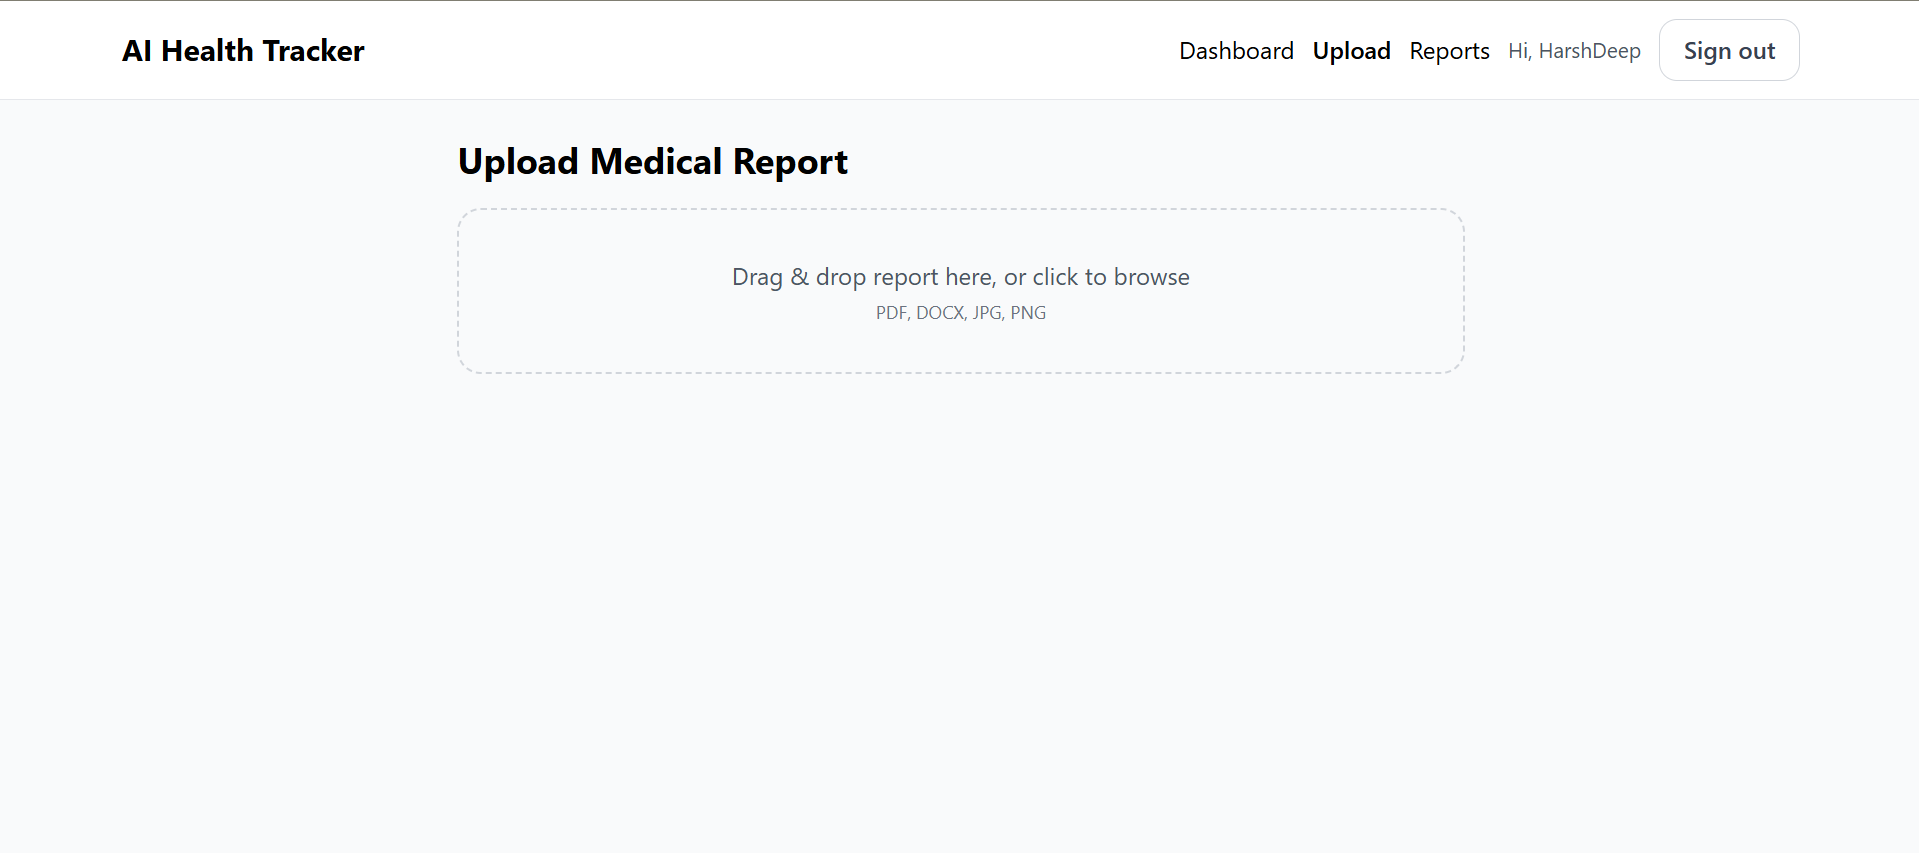 AI Health Tracker
Dashboard Upload Reports Hi, HarshDeep Sign out
Upload Medical Report
Drag & drop report here, or click to browse
PDF, DOCX, JPG, PNG